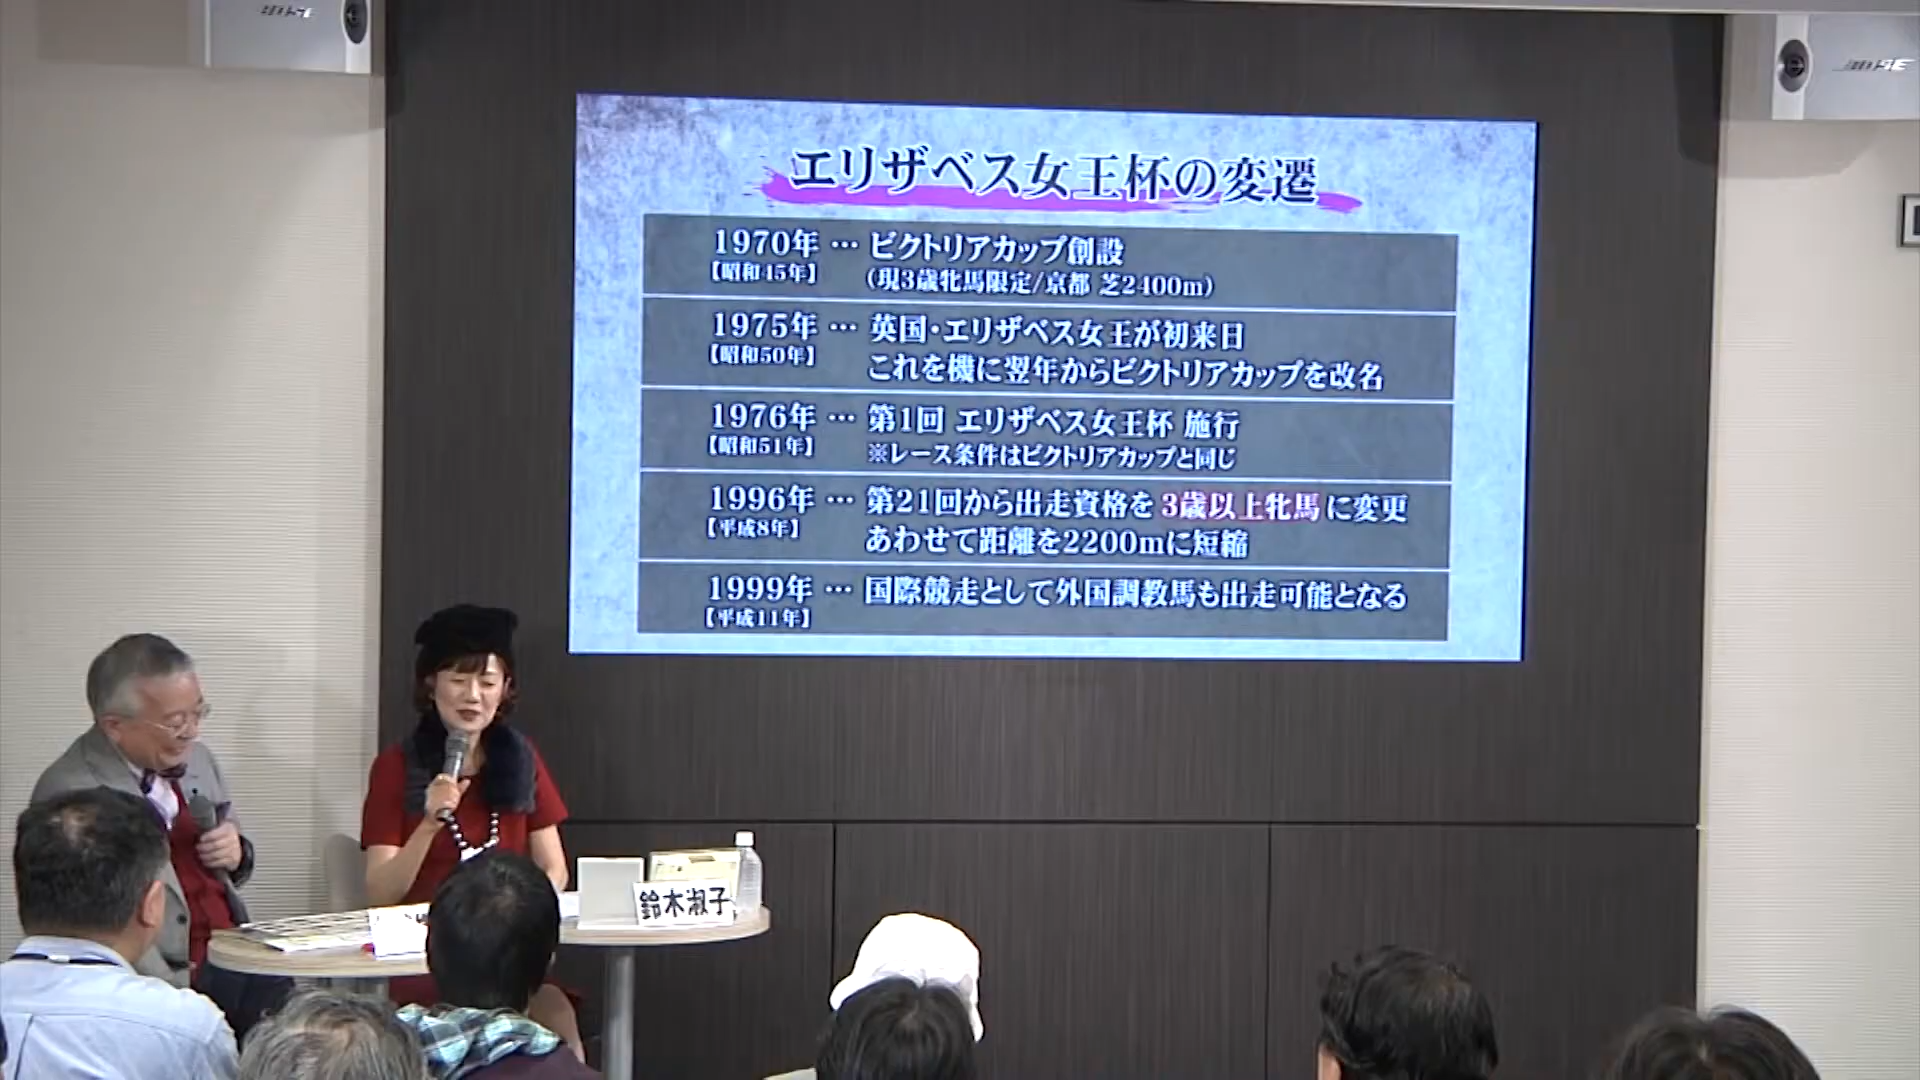 エリザベス女王杯の変遷
1970年 … ビクトリアカップ創設
【昭和45年】 (現3歳牝馬限定/京都 芝2400m)
1975年 … 英国・エリザベス女王が初来日
【昭和50年】 これを機に翌年からビクトリアカップを改名
1976年 … 第1回 エリザベス女王杯 施行
【昭和51年】 ※レース条件はビクトリアカップと同じ
1996年 … 第21回から出走資格を 3歳以上牝馬 に変更
【平成8年】 あわせて距離を2200mに短縮
1999年 … 国際競走として外国調教馬も出走可能となる
【平成11年】
鈴木淑子